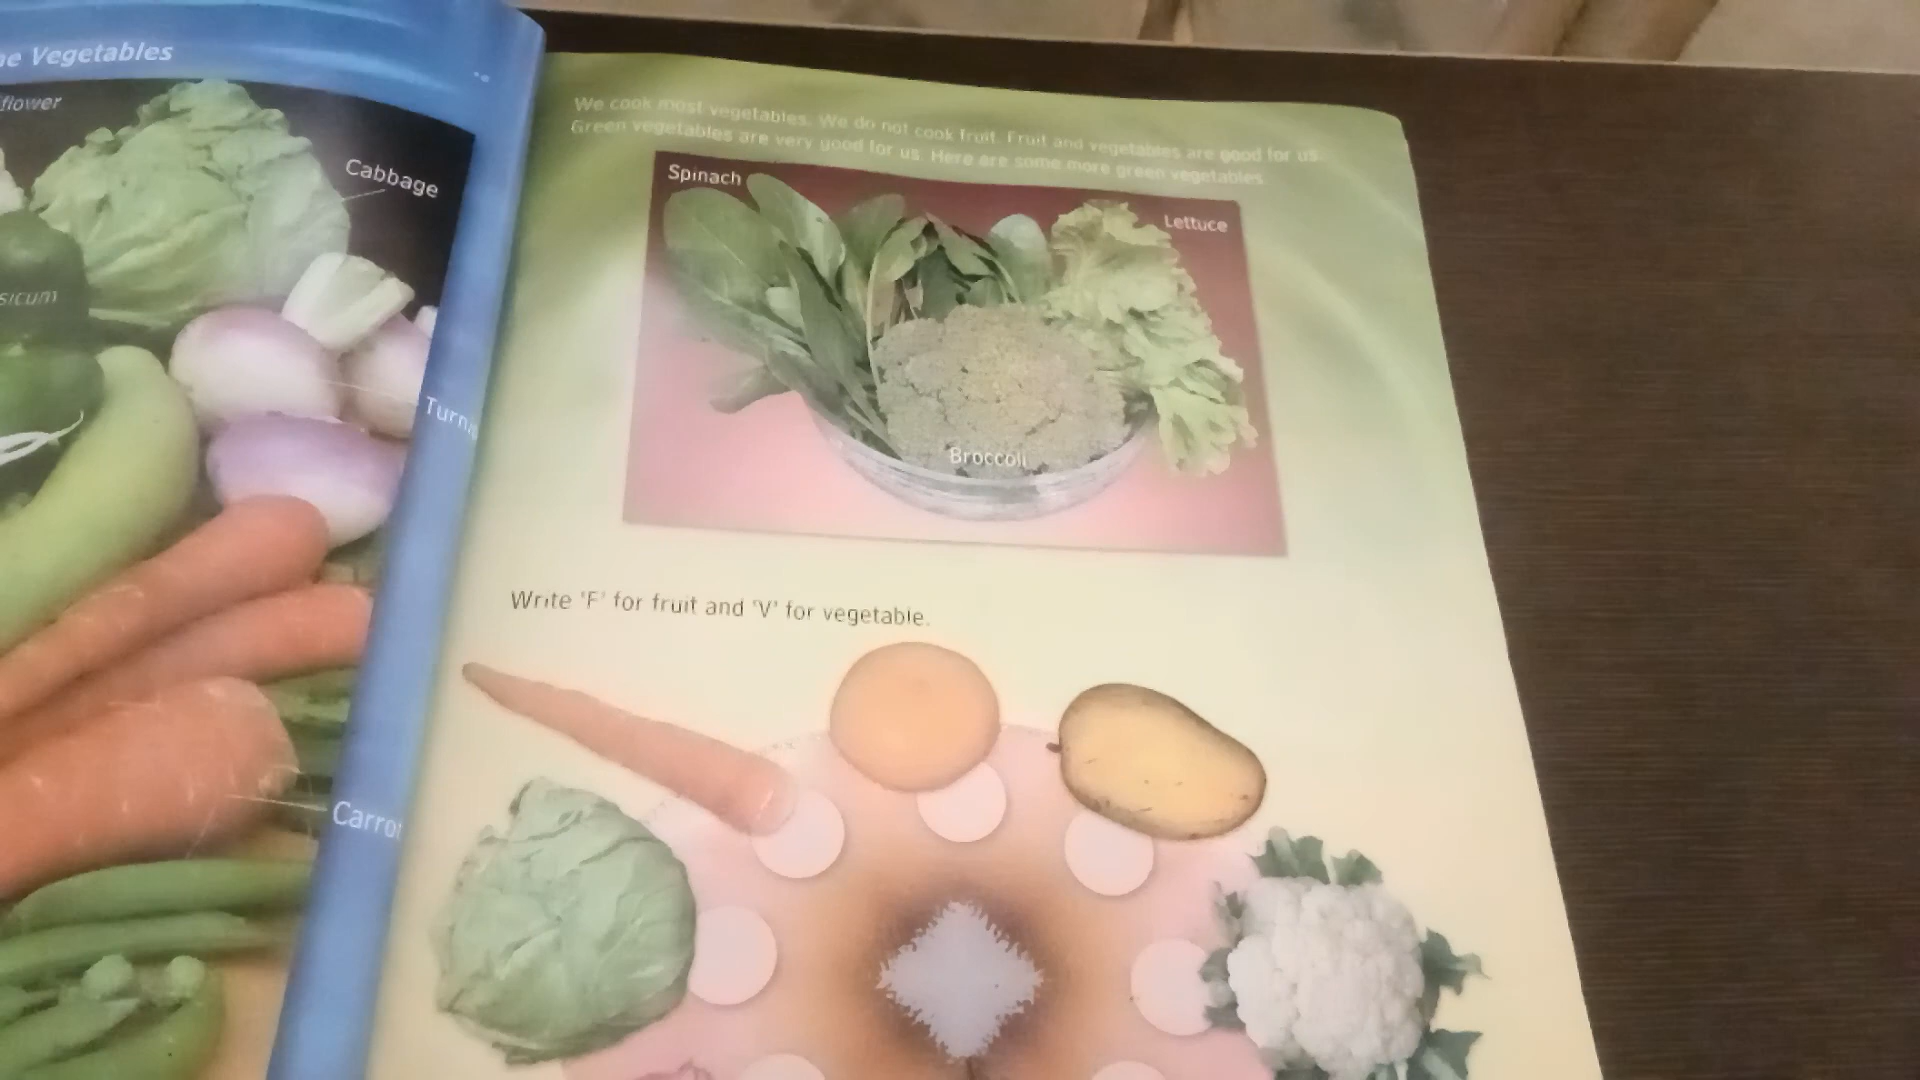 Vegetables
flower
Cabbage
We cook most vegetables. We do not cook fruit. Fruit and vegetables are good for us.
Green vegetables are very good for us. Here are some more green vegetables.
Spinach
Lettuce
sicum
Turn
Broccoli
Write 'F' for fruit and 'V' for vegetable.
Carro